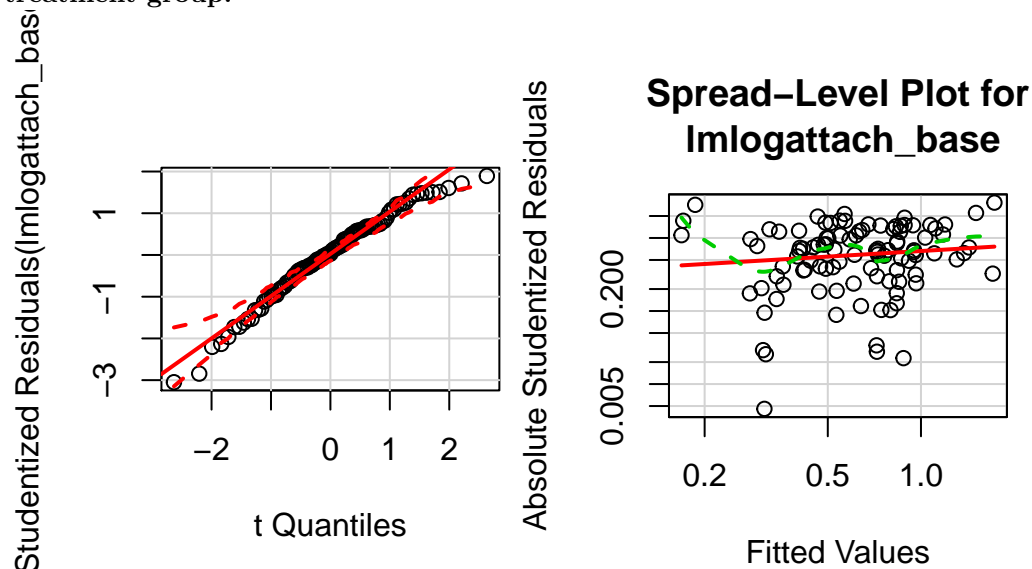 treatment group.
Studentized Residuals(lmlogattach_base
1
−1
−3
−2
0
1
2
t Quantiles
Spread−Level Plot for
lmlogattach_base
Absolute Studentized Residuals
0.200
0.005
0.2
0.5
1.0
Fitted Values